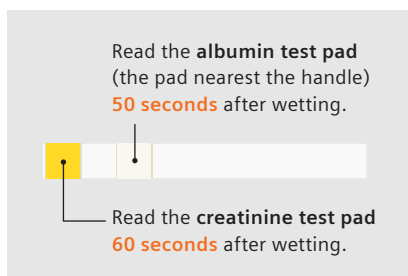 Read the albumin test pad
(the pad nearest the handle)
50 seconds after wetting.
Read the creatinine test pad
60 seconds after wetting.